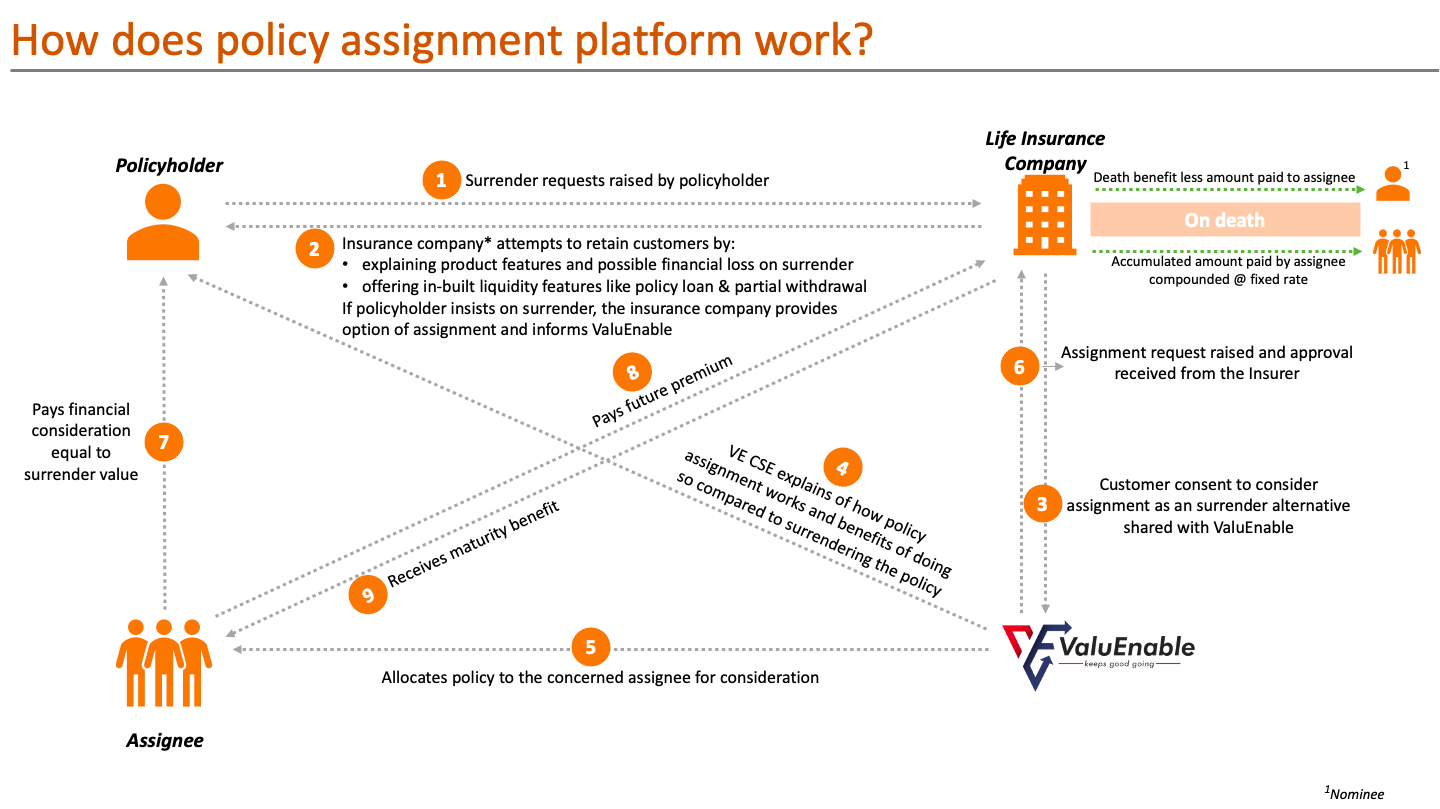 How does policy assignment platform work?
Policyholder
Life Insurance
Company
1
Surrender requests raised by policyholder
Death benefit less amount paid to assignee
1
On death
Accumulated amount paid by assignee
compounded @ fixed rate
2
Insurance company* attempts to retain customers by:
• explaining product features and possible financial loss on surrender
• offering in-built liquidity features like policy loan & partial withdrawal
If policyholder insists on surrender, the insurance company provides
option of assignment and informs ValuEnable
8
Pays future premium
6
Assignment request raised and approval
received from the Insurer
Pays financial
consideration
equal to
surrender value
7
4
VE CSE explains of how policy
assignment works and benefits of doing
so compared to surrendering the policy
3
Customer consent to consider
assignment as an surrender alternative
shared with ValuEnable
9
Receives maturity benefit
5
Allocates policy to the concerned assignee for consideration
ValuEnable
keeps good going
Assignee
1Nominee